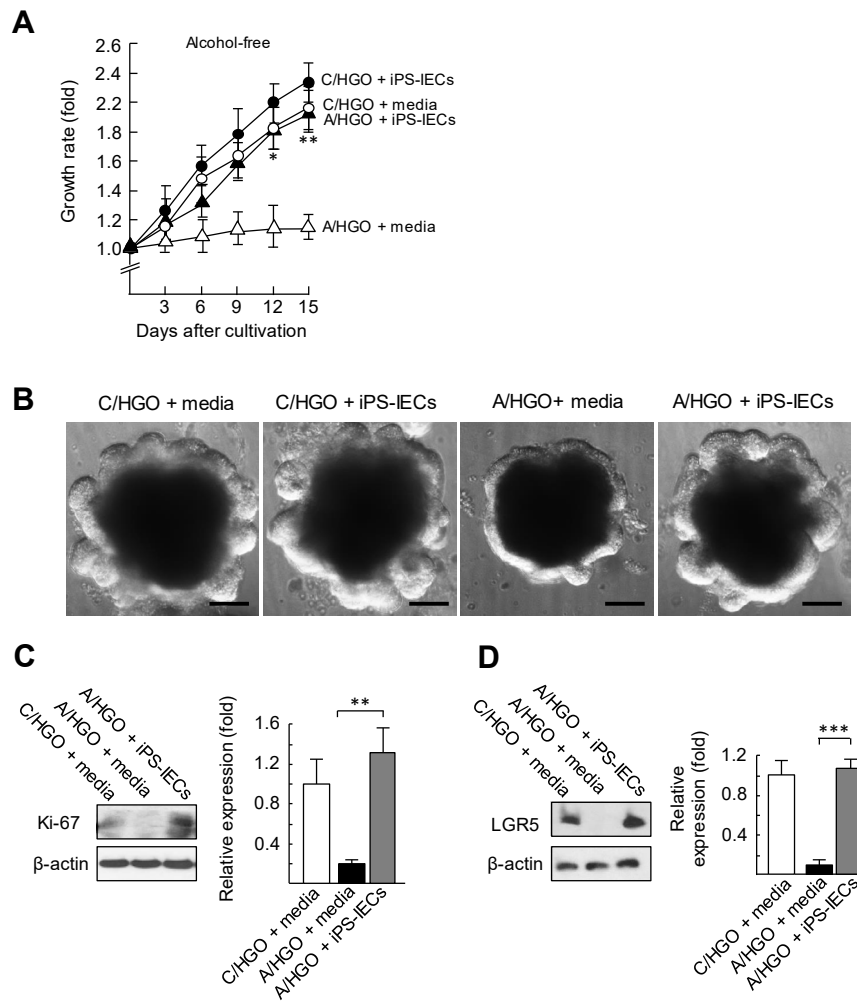 A
Alcohol-free
Growth rate (fold)
2.6
2.4
2.2
1.8
1.6
1.4
1.2
1.0
C/HGO + iPS-IECs
C/HGO + media
A/HGO + iPS-IECs
A/HGO + media
*
**
3 6 9 12 15
Days after cultivation
B
C/HGO + media C/HGO + iPS-IECs A/HGO+ media A/HGO + iPS-IECs
C
C/HGO + media
A/HGO + media
A/HGO + iPS-IECs
Ki-67
β-actin
Relative expression (fold)
1.6
1.2
0.8
0.4
**
C/HGO + media
A/HGO + media
A/HGO + iPS-IECs
D
C/HGO + media
A/HGO + media
A/HGO + iPS-IECs
LGR5
β-actin
Relative
expression (fold)
1.2
0.8
0.4
***
C/HGO + media
A/HGO + media
A/HGO + iPS-IECs